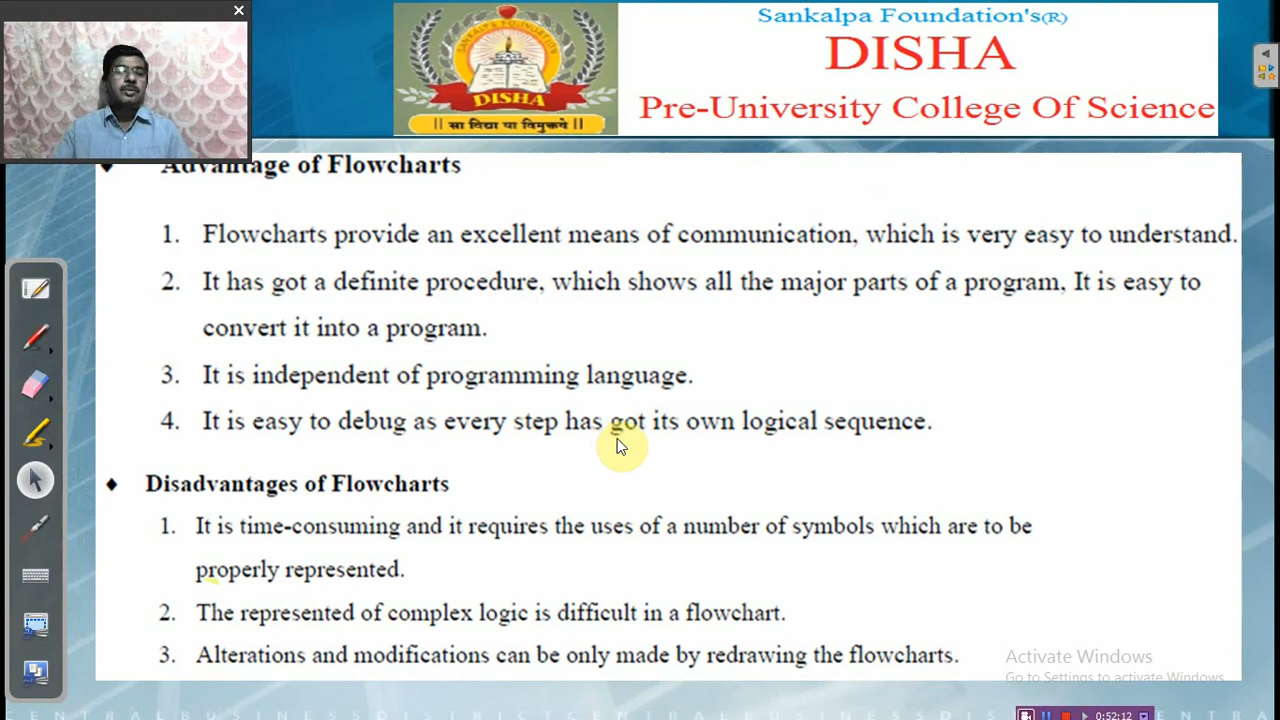 Sankalpa Foundation's(R)
DISHA
Pre-University College Of Science
SANKALPA FOUNDATION
DISHA
|| सा विद्या या विमुक्तये ||
Advantage of Flowcharts
1. Flowcharts provide an excellent means of communication, which is very easy to understand.
2. It has got a definite procedure, which shows all the major parts of a program, It is easy to
convert it into a program.
3. It is independent of programming language.
4. It is easy to debug as every step has got its own logical sequence.
♦ Disadvantages of Flowcharts
1. It is time-consuming and it requires the uses of a number of symbols which are to be
properly represented.
2. The represented of complex logic is difficult in a flowchart.
3. Alterations and modifications can be only made by redrawing the flowcharts.
Activate Windows
Go to Settings to activate Windows.
CENTRALBUSINESSDISTRICTCENTRALBUSINESSDIS
0:52:12